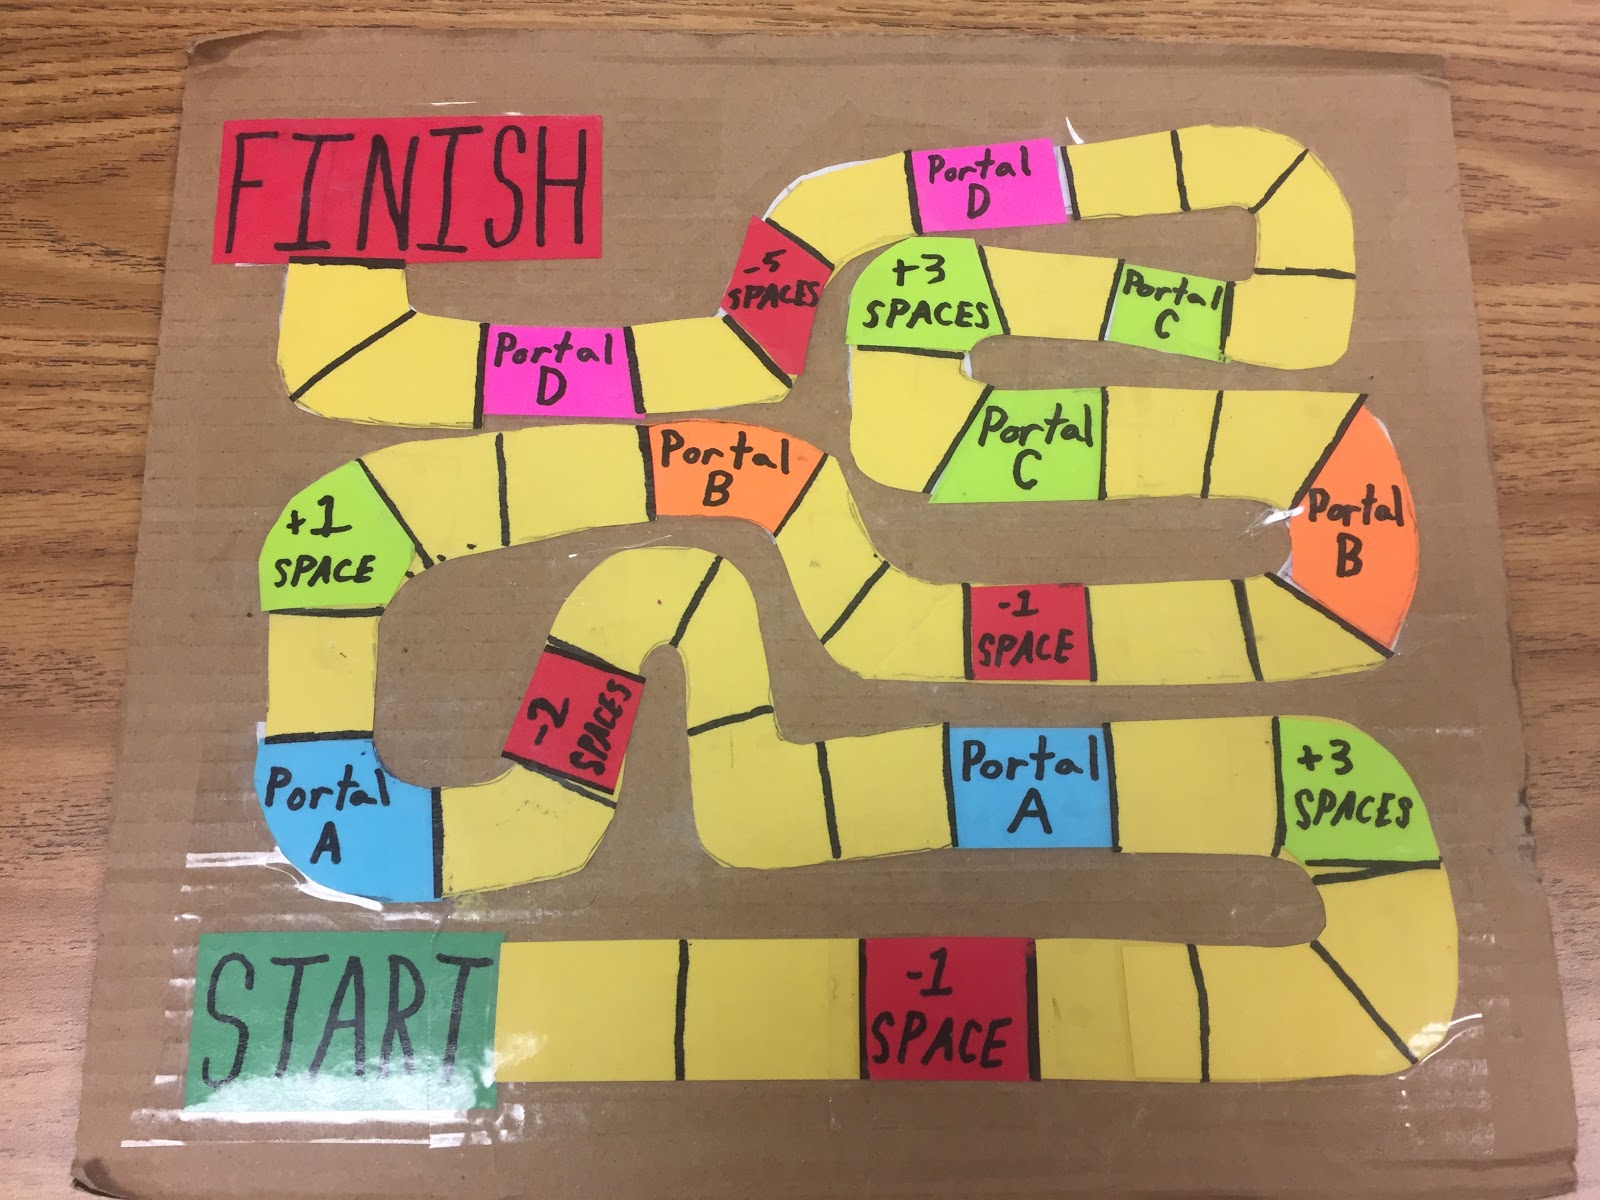 FINISH
Portal
D
-5
SPACES
+3
SPACES
Portal
C
Portal
D
Portal
C
Portal
B
Portal
B
+1
SPACE
-1
SPACE
-2
SPACES
Portal
A
Portal
A
+3
SPACES
START
-1
SPACE